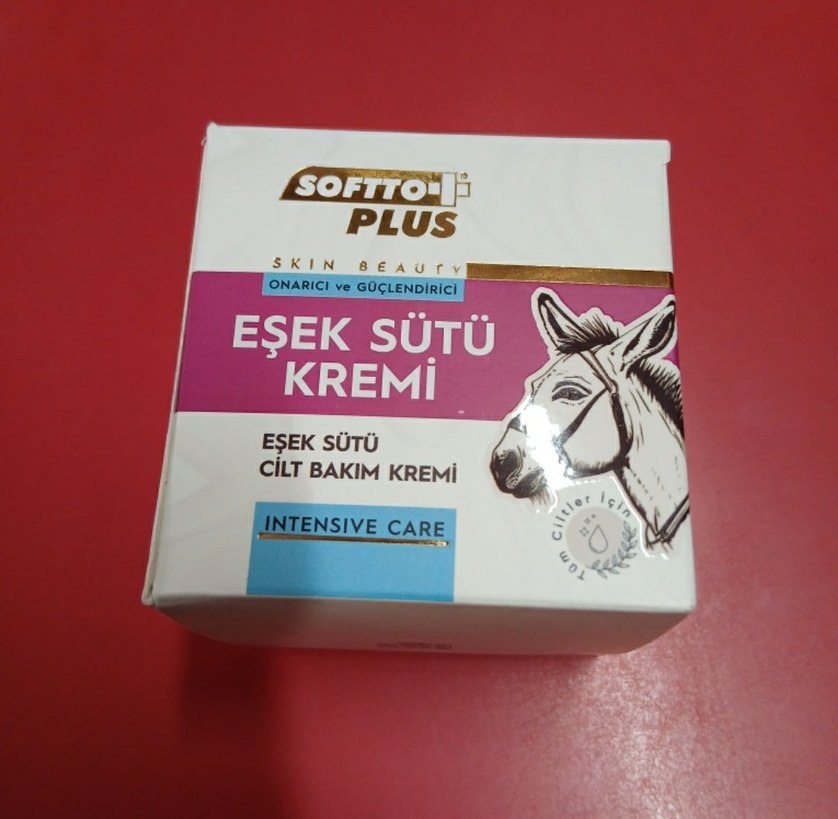 SOFTTO
PLUS
SKIN BEAUTY
ONARICI ve GÜÇLENDİRİCİ
EŞEK SÜTÜ
KREMİ
EŞEK SÜTÜ
CİLT BAKIM KREMİ
INTENSIVE CARE
Tüm Ciltler İçin